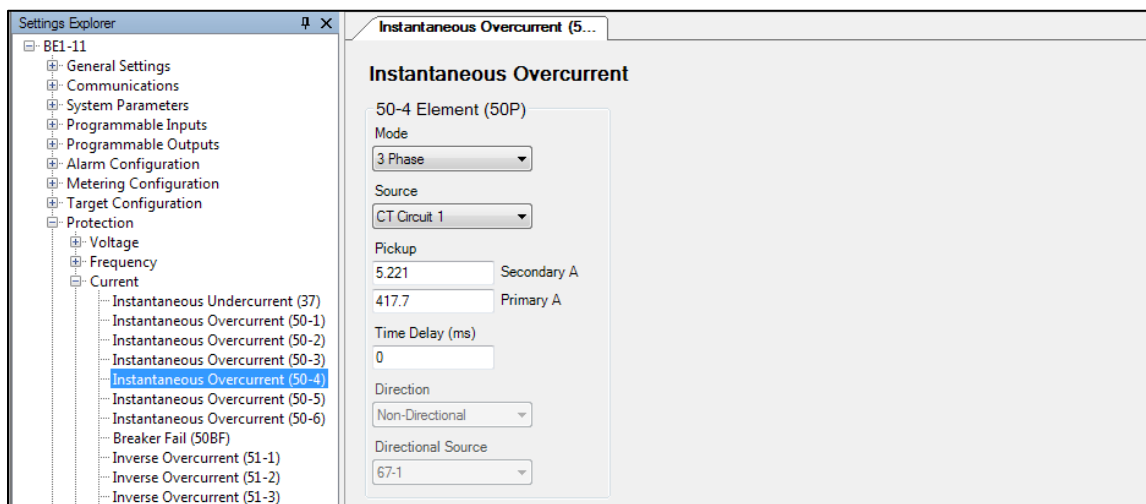 Settings Explorer
BE1-11
General Settings
Communications
System Parameters
Programmable Inputs
Programmable Outputs
Alarm Configuration
Metering Configuration
Target Configuration
Protection
Voltage
Frequency
Current
Instantaneous Undercurrent (37)
Instantaneous Overcurrent (50-1)
Instantaneous Overcurrent (50-2)
Instantaneous Overcurrent (50-3)
Instantaneous Overcurrent (50-4)
Instantaneous Overcurrent (50-5)
Instantaneous Overcurrent (50-6)
Breaker Fail (50BF)
Inverse Overcurrent (51-1)
Inverse Overcurrent (51-2)
Inverse Overcurrent (51-3)
Instantaneous Overcurrent (5...
Instantaneous Overcurrent
50-4 Element (50P)
Mode
3 Phase
Source
CT Circuit 1
Pickup
5.221 Secondary A
417.7 Primary A
Time Delay (ms)
0
Direction
Non-Directional
Directional Source
67-1